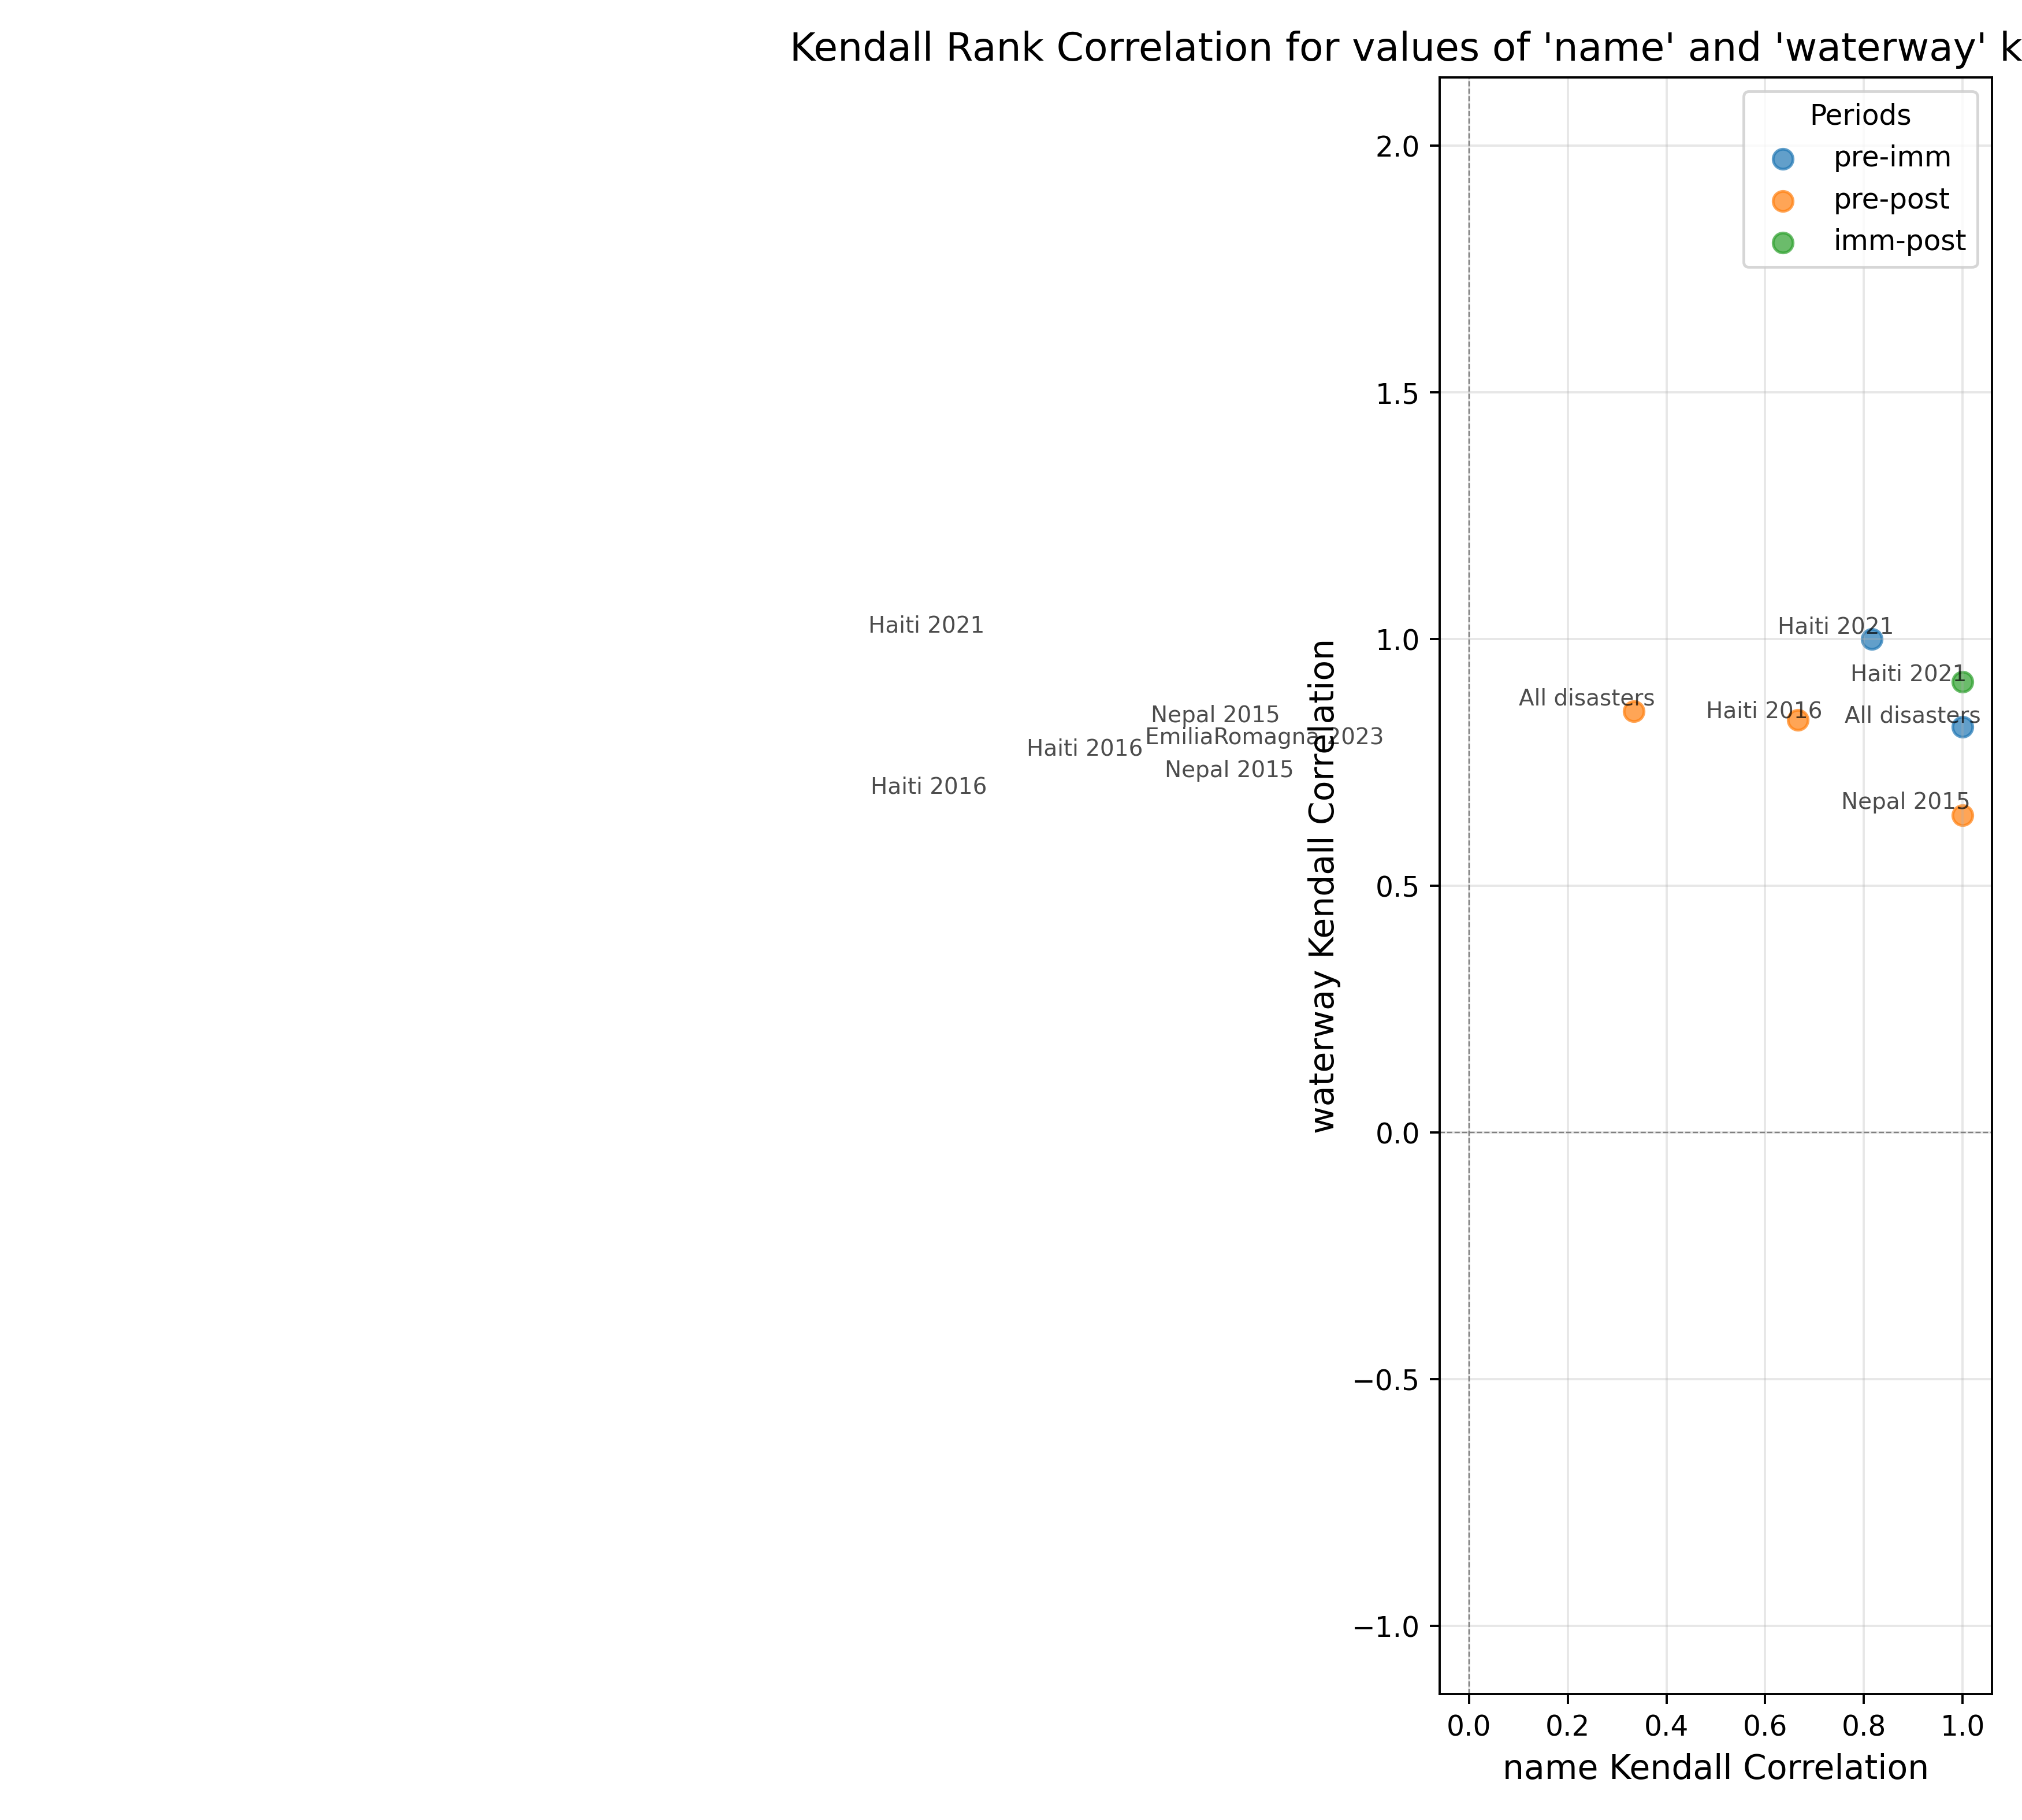 Kendall Rank Correlation for values of 'name' and 'waterway' k
Periods
pre-imm
pre-post
imm-post
2.0
1.5
1.0
0.5
0.0
−0.5
−1.0
waterway Kendall Correlation
Haiti 2021
Haiti 2021
Haiti 2021
All disasters
Haiti 2016
All disasters
Nepal 2015
EmiliaRomagna 2023
Haiti 2016
Nepal 2015
Haiti 2016
Nepal 2015
0.0 0.2 0.4 0.6 0.8 1.0
name Kendall Correlation